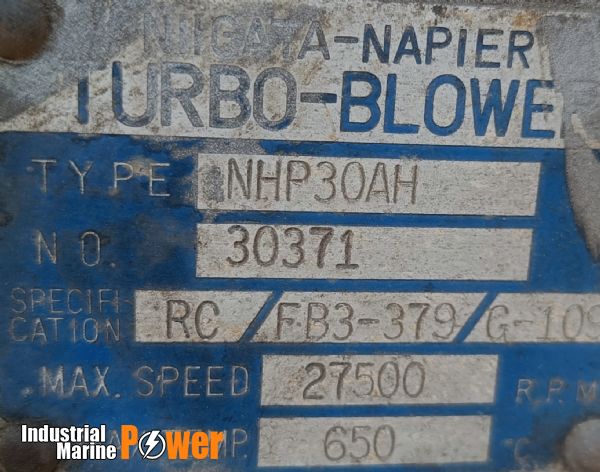 NIIGATA-NAPIER
TURBO-BLOWE
TYPE NHP30AH
NO. 30371
SPECIFI-
CATION RC/FB3-379/G-109
MAX. SPEED 27500 R.P.M
650 °C
Industrial
Marine Power